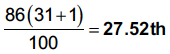 86(31+1)
100
= 27.52th